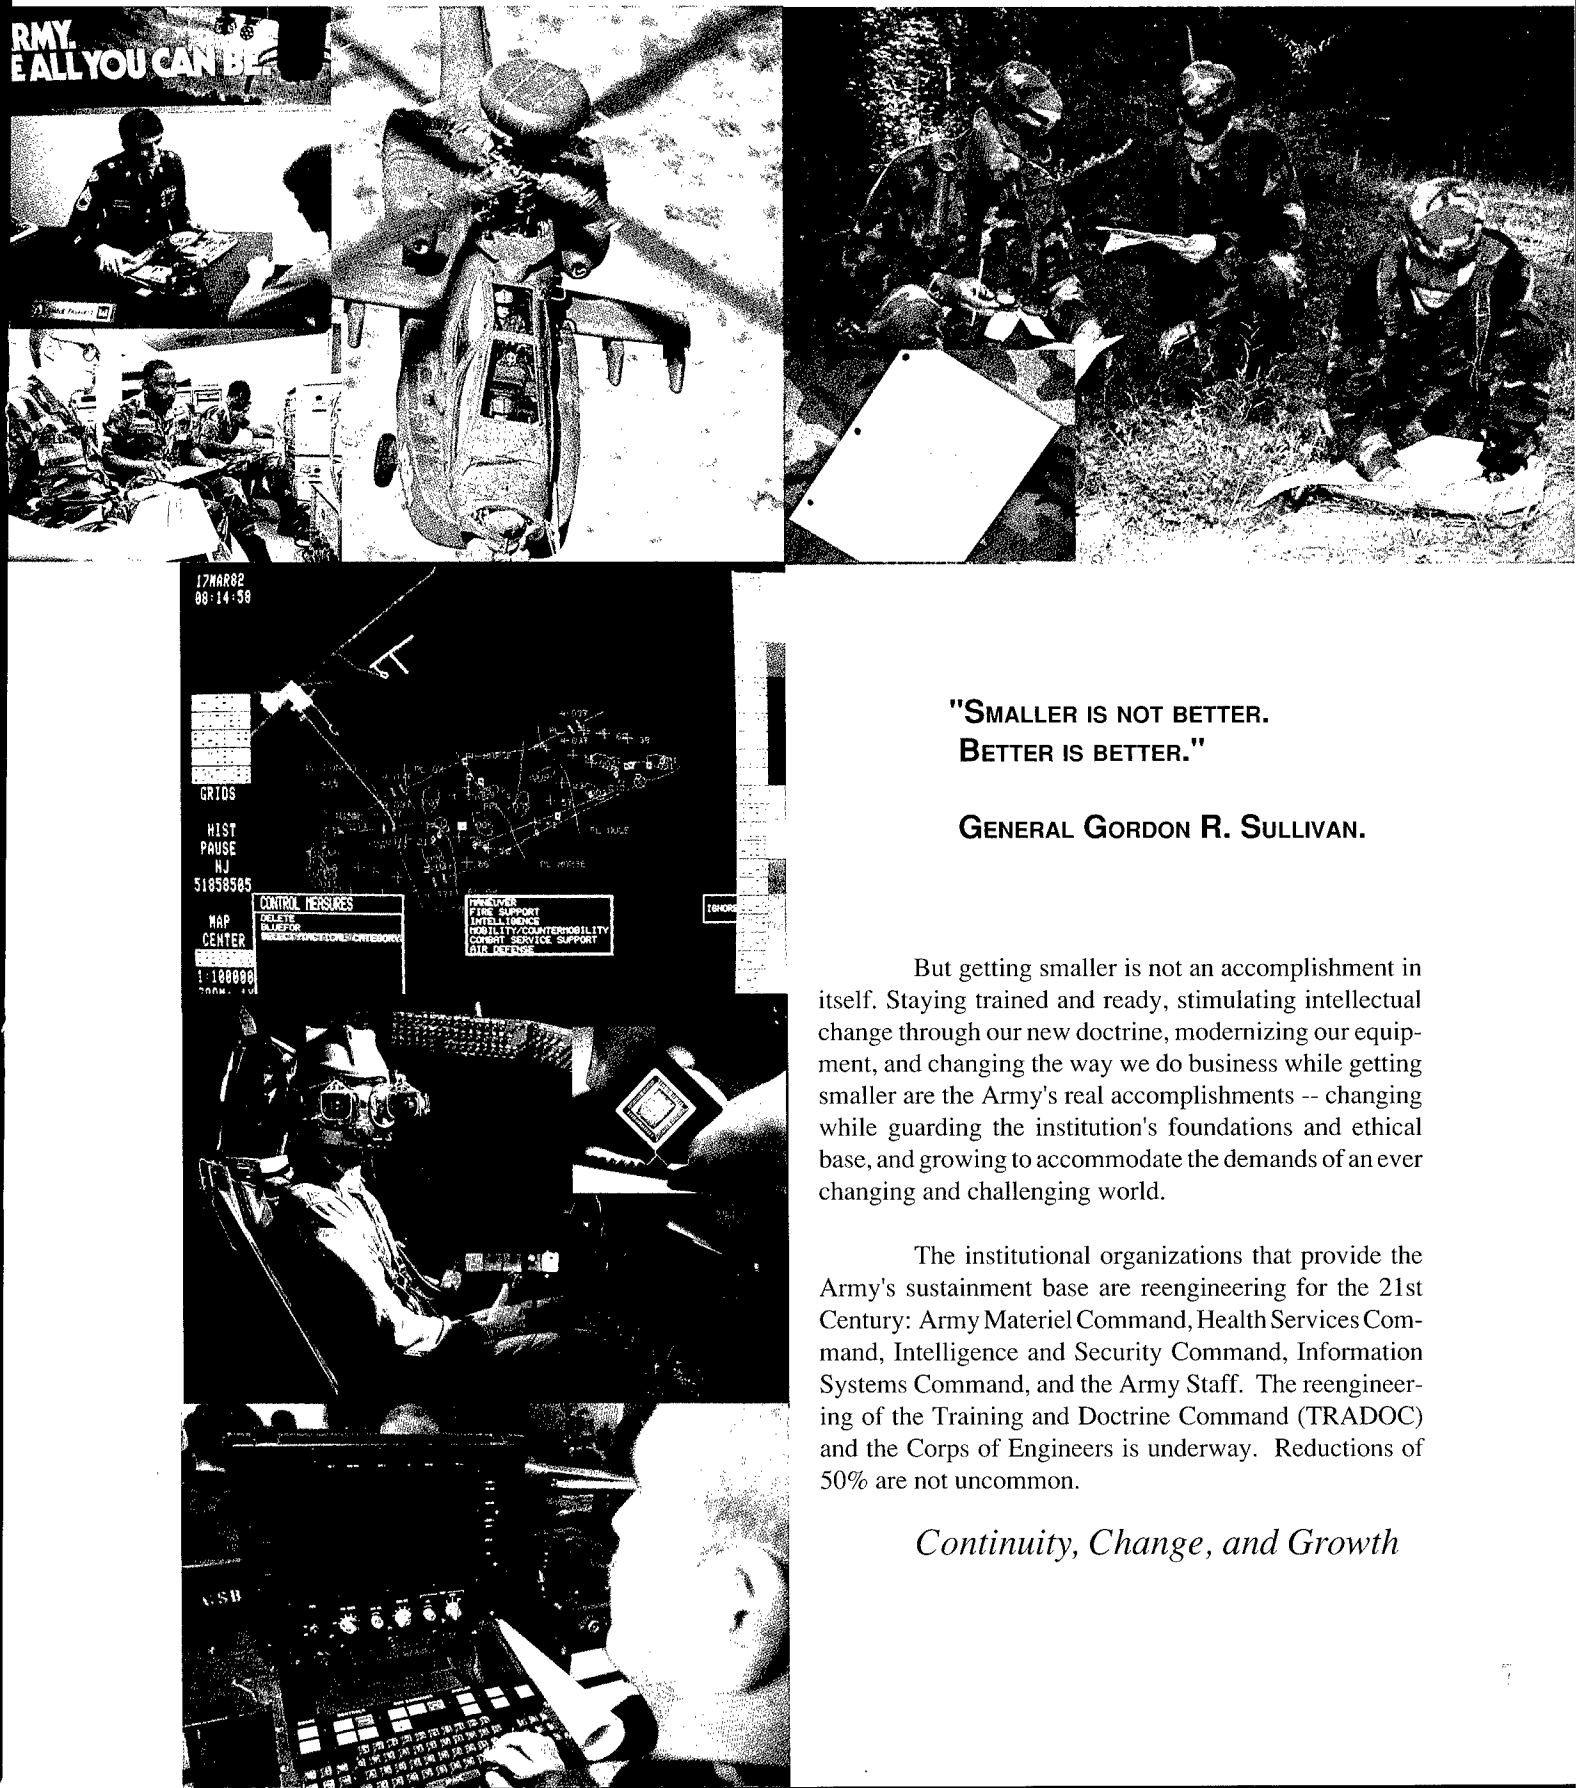 RMY.
E ALL YOU CAN BE.
17MAR82
08:14:58
GRIDS
HIST
PAUSE
NJ
51858505
MAP
CENTER
1:100000
CONTROL MEASURES
DELETE
BLUEFOR
MANEUVER
FIRE SUPPORT
INTELLIGENCE
MOBILITY/COUNTERMOBILITY
COMBAT SERVICE SUPPORT
AIR DEFENSE
IGNORE
"SMALLER IS NOT BETTER.
BETTER IS BETTER."
GENERAL GORDON R. SULLIVAN.
But getting smaller is not an accomplishment in
itself. Staying trained and ready, stimulating intellectual
change through our new doctrine, modernizing our equip-
ment, and changing the way we do business while getting
smaller are the Army's real accomplishments -- changing
while guarding the institution's foundations and ethical
base, and growing to accommodate the demands of an ever
changing and challenging world.
The institutional organizations that provide the
Army's sustainment base are reengineering for the 21st
Century: Army Materiel Command, Health Services Com-
mand, Intelligence and Security Command, Information
Systems Command, and the Army Staff. The reengineer-
ing of the Training and Doctrine Command (TRADOC)
and the Corps of Engineers is underway. Reductions of
50% are not uncommon.
Continuity, Change, and Growth
7